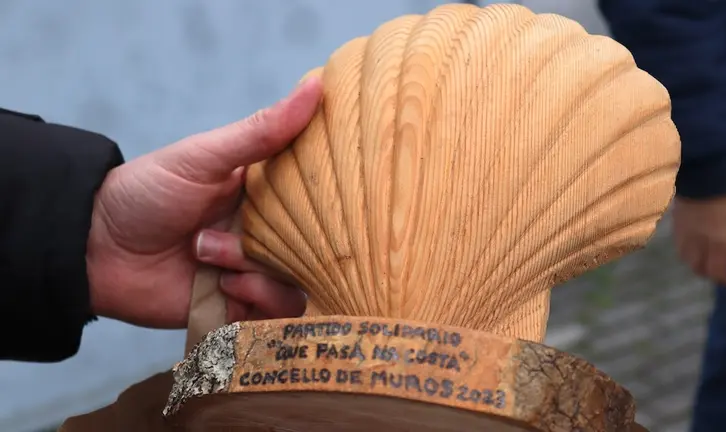 PARTIDO SOLIDARIO
"QUE PASA NA COSTA"
CONCELLO DE MUROS 2023